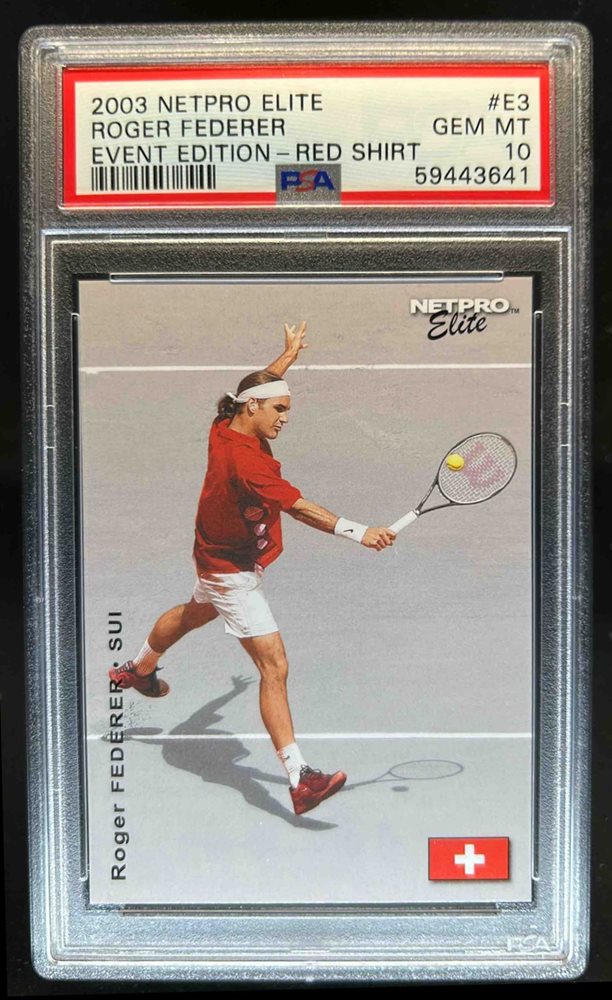 2003 NETPRO ELITE #E3
ROGER FEDERER GEM MT
EVENT EDITION - RED SHIRT 10
PSA 59443641
NETPRO™
Elite
W
Roger FEDERER • SUI
PSA